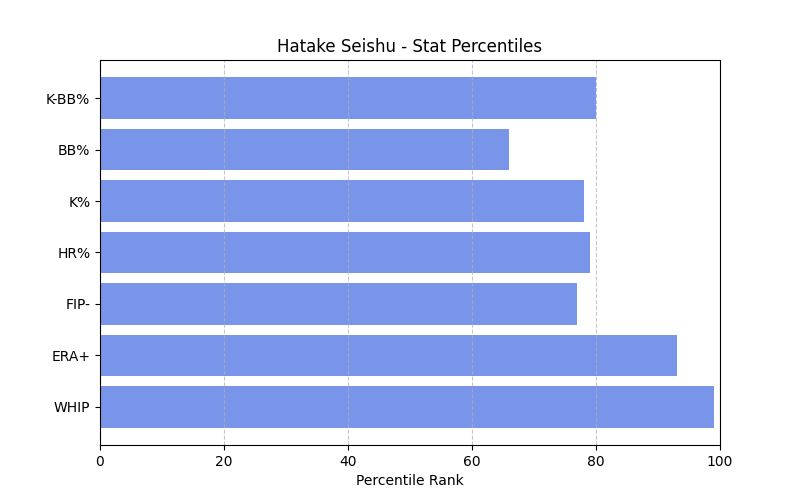 Hatake Seishu - Stat Percentiles
K-BB%
BB%
K%
HR%
FIP-
ERA+
WHIP
0 20 40 60 80 100
Percentile Rank